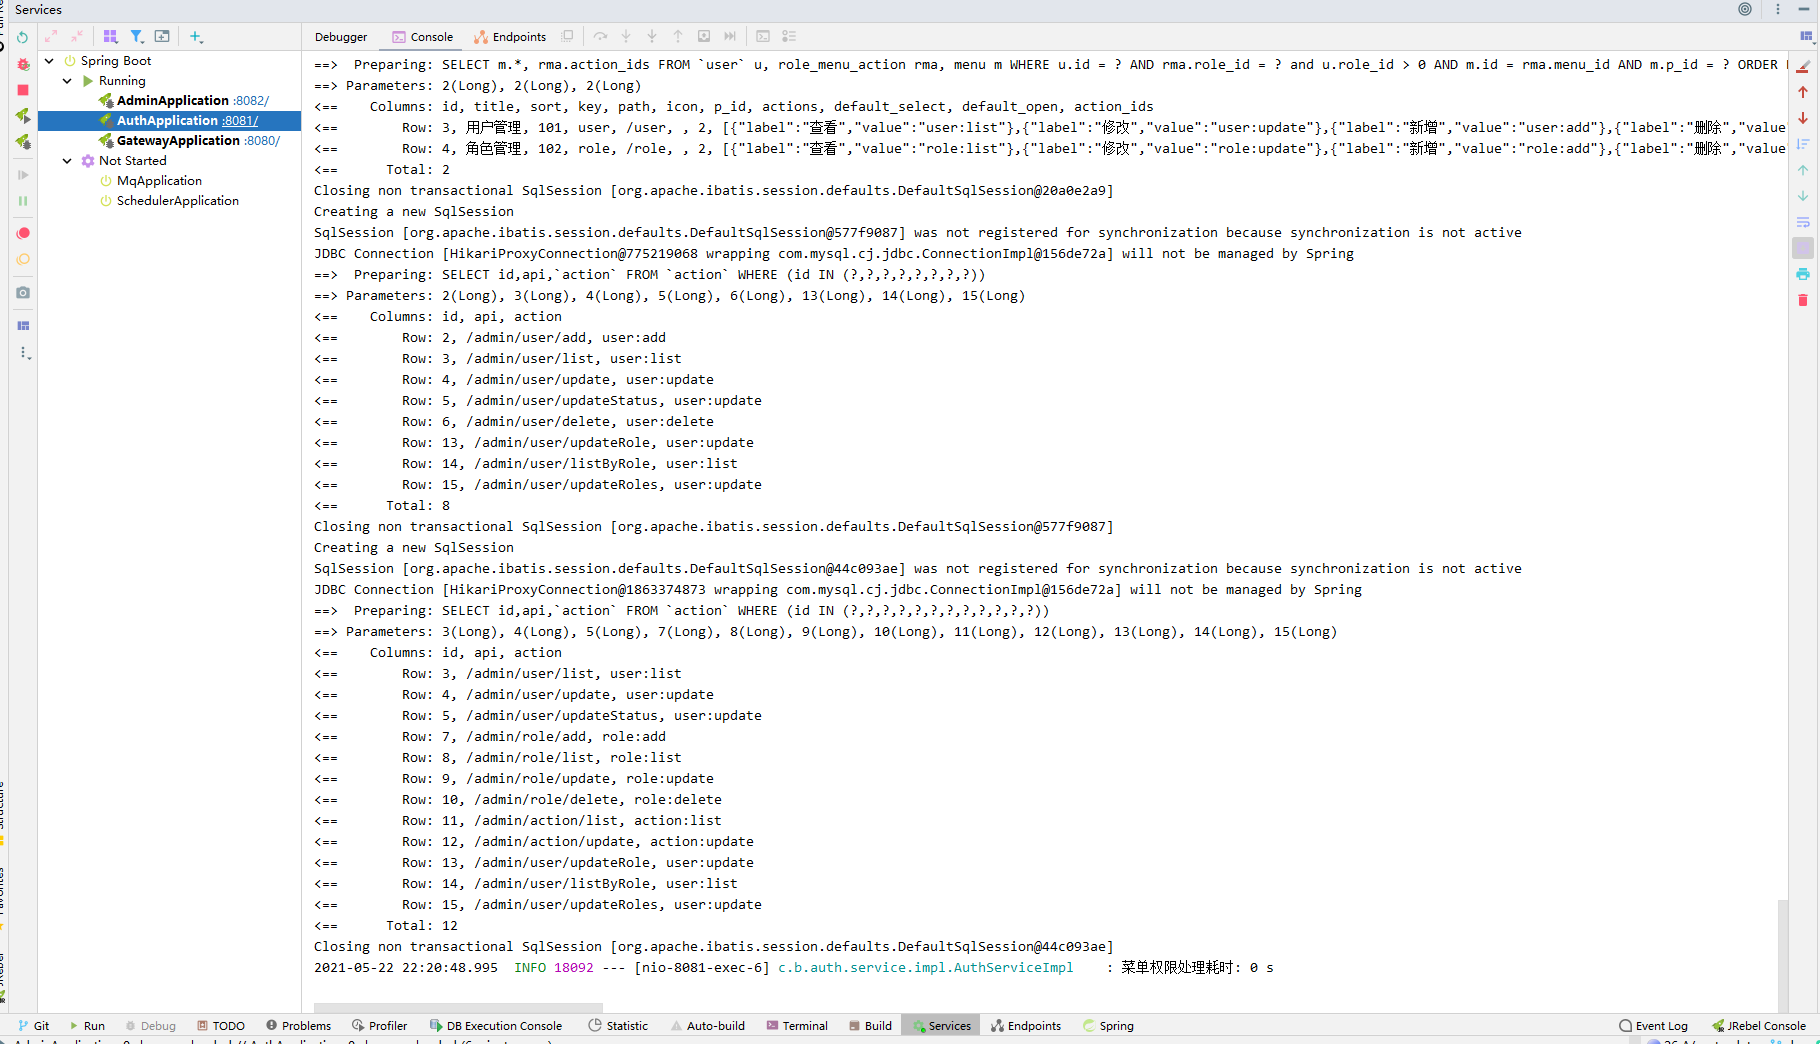 Services
Debugger Console Endpoints
Spring Boot
Running
AdminApplication :8082/
AuthApplication :8081/
GatewayApplication :8080/
Not Started
MqApplication
SchedulerApplication
==>  Preparing: SELECT m.*, rma.action_ids FROM `user` u, role_menu_action rma, menu m WHERE u.id = ? AND rma.role_id = ? and u.role_id > 0 AND m.id = rma.menu_id AND m.p_id = ? ORDER
==> Parameters: 2(Long), 2(Long), 2(Long)
<==    Columns: id, title, sort, key, path, icon, p_id, actions, default_select, default_open, action_ids
<==        Row: 3, 用户管理, 101, user, /user, , 2, [{"label":"查看","value":"user:list"},{"label":"修改","value":"user:update"},{"label":"新增","value":"user:add"},{"label":"删除","value
<==        Row: 4, 角色管理, 102, role, /role, , 2, [{"label":"查看","value":"role:list"},{"label":"修改","value":"role:update"},{"label":"新增","value":"role:add"},{"label":"删除","value
<==      Total: 2
Closing non transactional SqlSession [org.apache.ibatis.session.defaults.DefaultSqlSession@20a0e2a9]
Creating a new SqlSession
SqlSession [org.apache.ibatis.session.defaults.DefaultSqlSession@577f9087] was not registered for synchronization because synchronization is not active
JDBC Connection [HikariProxyConnection@775219068 wrapping com.mysql.cj.jdbc.ConnectionImpl@156de72a] will not be managed by Spring
==>  Preparing: SELECT id,api,`action` FROM `action` WHERE (id IN (?,?,?,?,?,?,?,?))
==> Parameters: 2(Long), 3(Long), 4(Long), 5(Long), 6(Long), 13(Long), 14(Long), 15(Long)
<==    Columns: id, api, action
<==        Row: 2, /admin/user/add, user:add
<==        Row: 3, /admin/user/list, user:list
<==        Row: 4, /admin/user/update, user:update
<==        Row: 5, /admin/user/updateStatus, user:update
<==        Row: 6, /admin/user/delete, user:delete
<==        Row: 13, /admin/user/updateRole, user:update
<==        Row: 14, /admin/user/listByRole, user:list
<==        Row: 15, /admin/user/updateRoles, user:update
<==      Total: 8
Closing non transactional SqlSession [org.apache.ibatis.session.defaults.DefaultSqlSession@577f9087]
Creating a new SqlSession
SqlSession [org.apache.ibatis.session.defaults.DefaultSqlSession@44c093ae] was not registered for synchronization because synchronization is not active
JDBC Connection [HikariProxyConnection@1863374873 wrapping com.mysql.cj.jdbc.ConnectionImpl@156de72a] will not be managed by Spring
==>  Preparing: SELECT id,api,`action` FROM `action` WHERE (id IN (?,?,?,?,?,?,?,?,?,?,?,?))
==> Parameters: 3(Long), 4(Long), 5(Long), 7(Long), 8(Long), 9(Long), 10(Long), 11(Long), 12(Long), 13(Long), 14(Long), 15(Long)
<==    Columns: id, api, action
<==        Row: 3, /admin/user/list, user:list
<==        Row: 4, /admin/user/update, user:update
<==        Row: 5, /admin/user/updateStatus, user:update
<==        Row: 7, /admin/role/add, role:add
<==        Row: 8, /admin/role/list, role:list
<==        Row: 9, /admin/role/update, role:update
<==        Row: 10, /admin/role/delete, role:delete
<==        Row: 11, /admin/action/list, action:list
<==        Row: 12, /admin/action/update, action:update
<==        Row: 13, /admin/user/updateRole, user:update
<==        Row: 14, /admin/user/listByRole, user:list
<==        Row: 15, /admin/user/updateRoles, user:update
<==      Total: 12
Closing non transactional SqlSession [org.apache.ibatis.session.defaults.DefaultSqlSession@44c093ae]
2021-05-22 22:20:48.995  INFO 18092 --- [nio-8081-exec-6] c.b.auth.service.impl.AuthServiceImpl    : 菜单权限处理耗时: 0 s
Git Run Debug TODO Problems Profiler DB Execution Console Statistic Auto-build Terminal Build Services Endpoints Spring Event Log JRebel Console